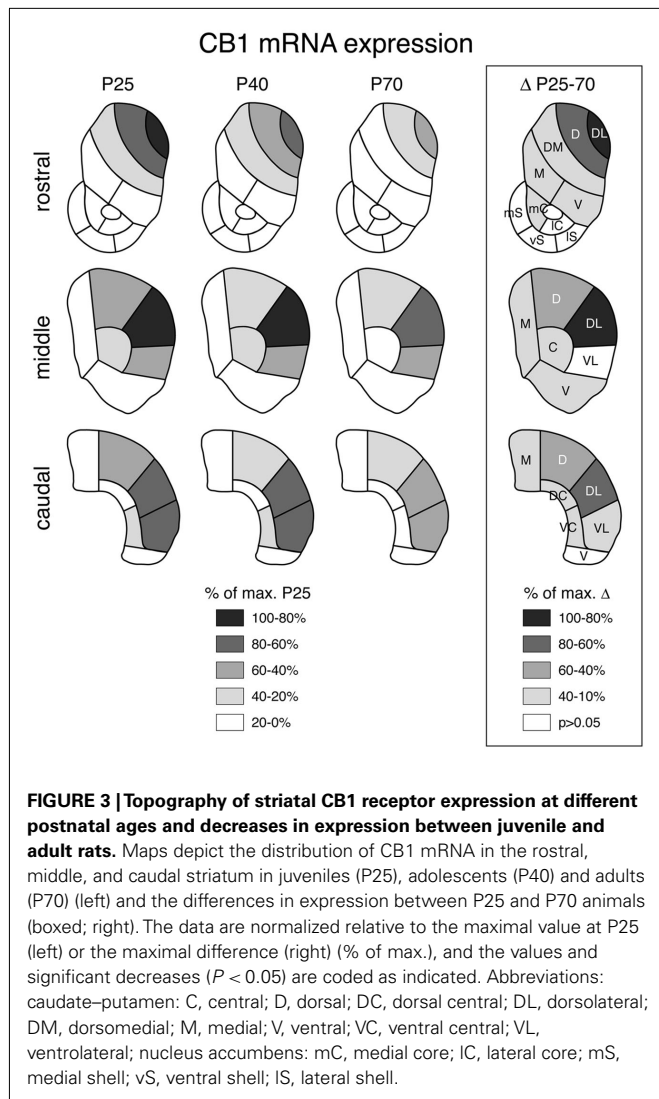 CB1 mRNA expression
P25
P40
P70
Δ P25-70
rostral
D
DL
DM
M
V
mS
mC
lC
vS
lS
middle
M
D
DL
C
VL
V
caudal
M
D
DC
DL
VC
VL
V
% of max. P25
100-80%
80-60%
60-40%
40-20%
20-0%
% of max. Δ
100-80%
80-60%
60-40%
40-10%
p>0.05
FIGURE 3 | Topography of striatal CB1 receptor expression at different
postnatal ages and decreases in expression between juvenile and
adult rats. Maps depict the distribution of CB1 mRNA in the rostral,
middle, and caudal striatum in juveniles (P25), adolescents (P40) and adults
(P70) (left) and the differences in expression between P25 and P70 animals
(boxed; right). The data are normalized relative to the maximal value at P25
(left) or the maximal difference (right) (% of max.), and the values and
significant decreases (P < 0.05) are coded as indicated. Abbreviations:
caudate–putamen: C, central; D, dorsal; DC, dorsal central; DL, dorsolateral;
DM, dorsomedial; M, medial; V, ventral; VC, ventral central; VL,
ventrolateral; nucleus accumbens: mC, medial core; lC, lateral core; mS,
medial shell; vS, ventral shell; lS, lateral shell.